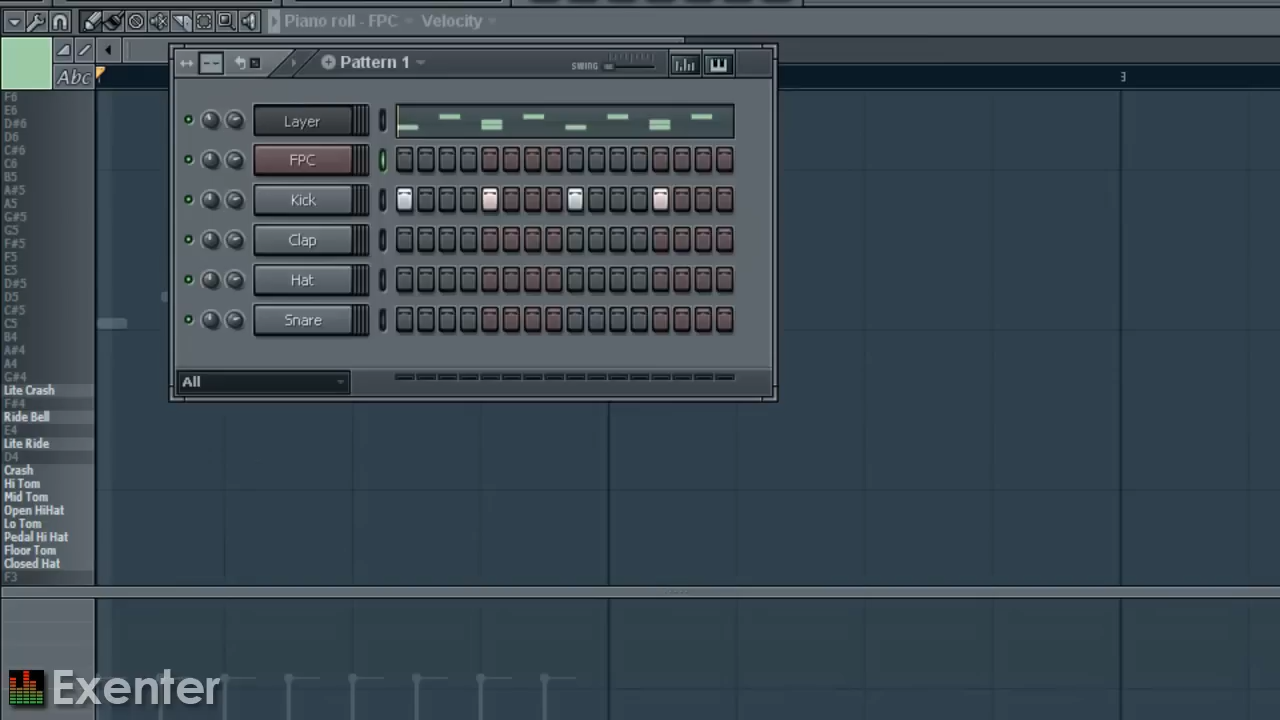 Piano roll - FPC Velocity
Abc
3
Pattern 1
SWING
Layer
FPC
Kick
Clap
Hat
Snare
All
F6
E6
D#6
D6
C#6
C6
B5
A#5
A5
G#5
G5
F#5
F5
E5
D#5
D5
C#5
C5
B4
A#4
A4
G#4
Lite Crash
F#4
Ride Bell
E4
Lite Ride
D4
Crash
Hi Tom
Mid Tom
Open HiHat
Lo Tom
Pedal Hi Hat
Floor Tom
Closed Hat
F3
Exenter